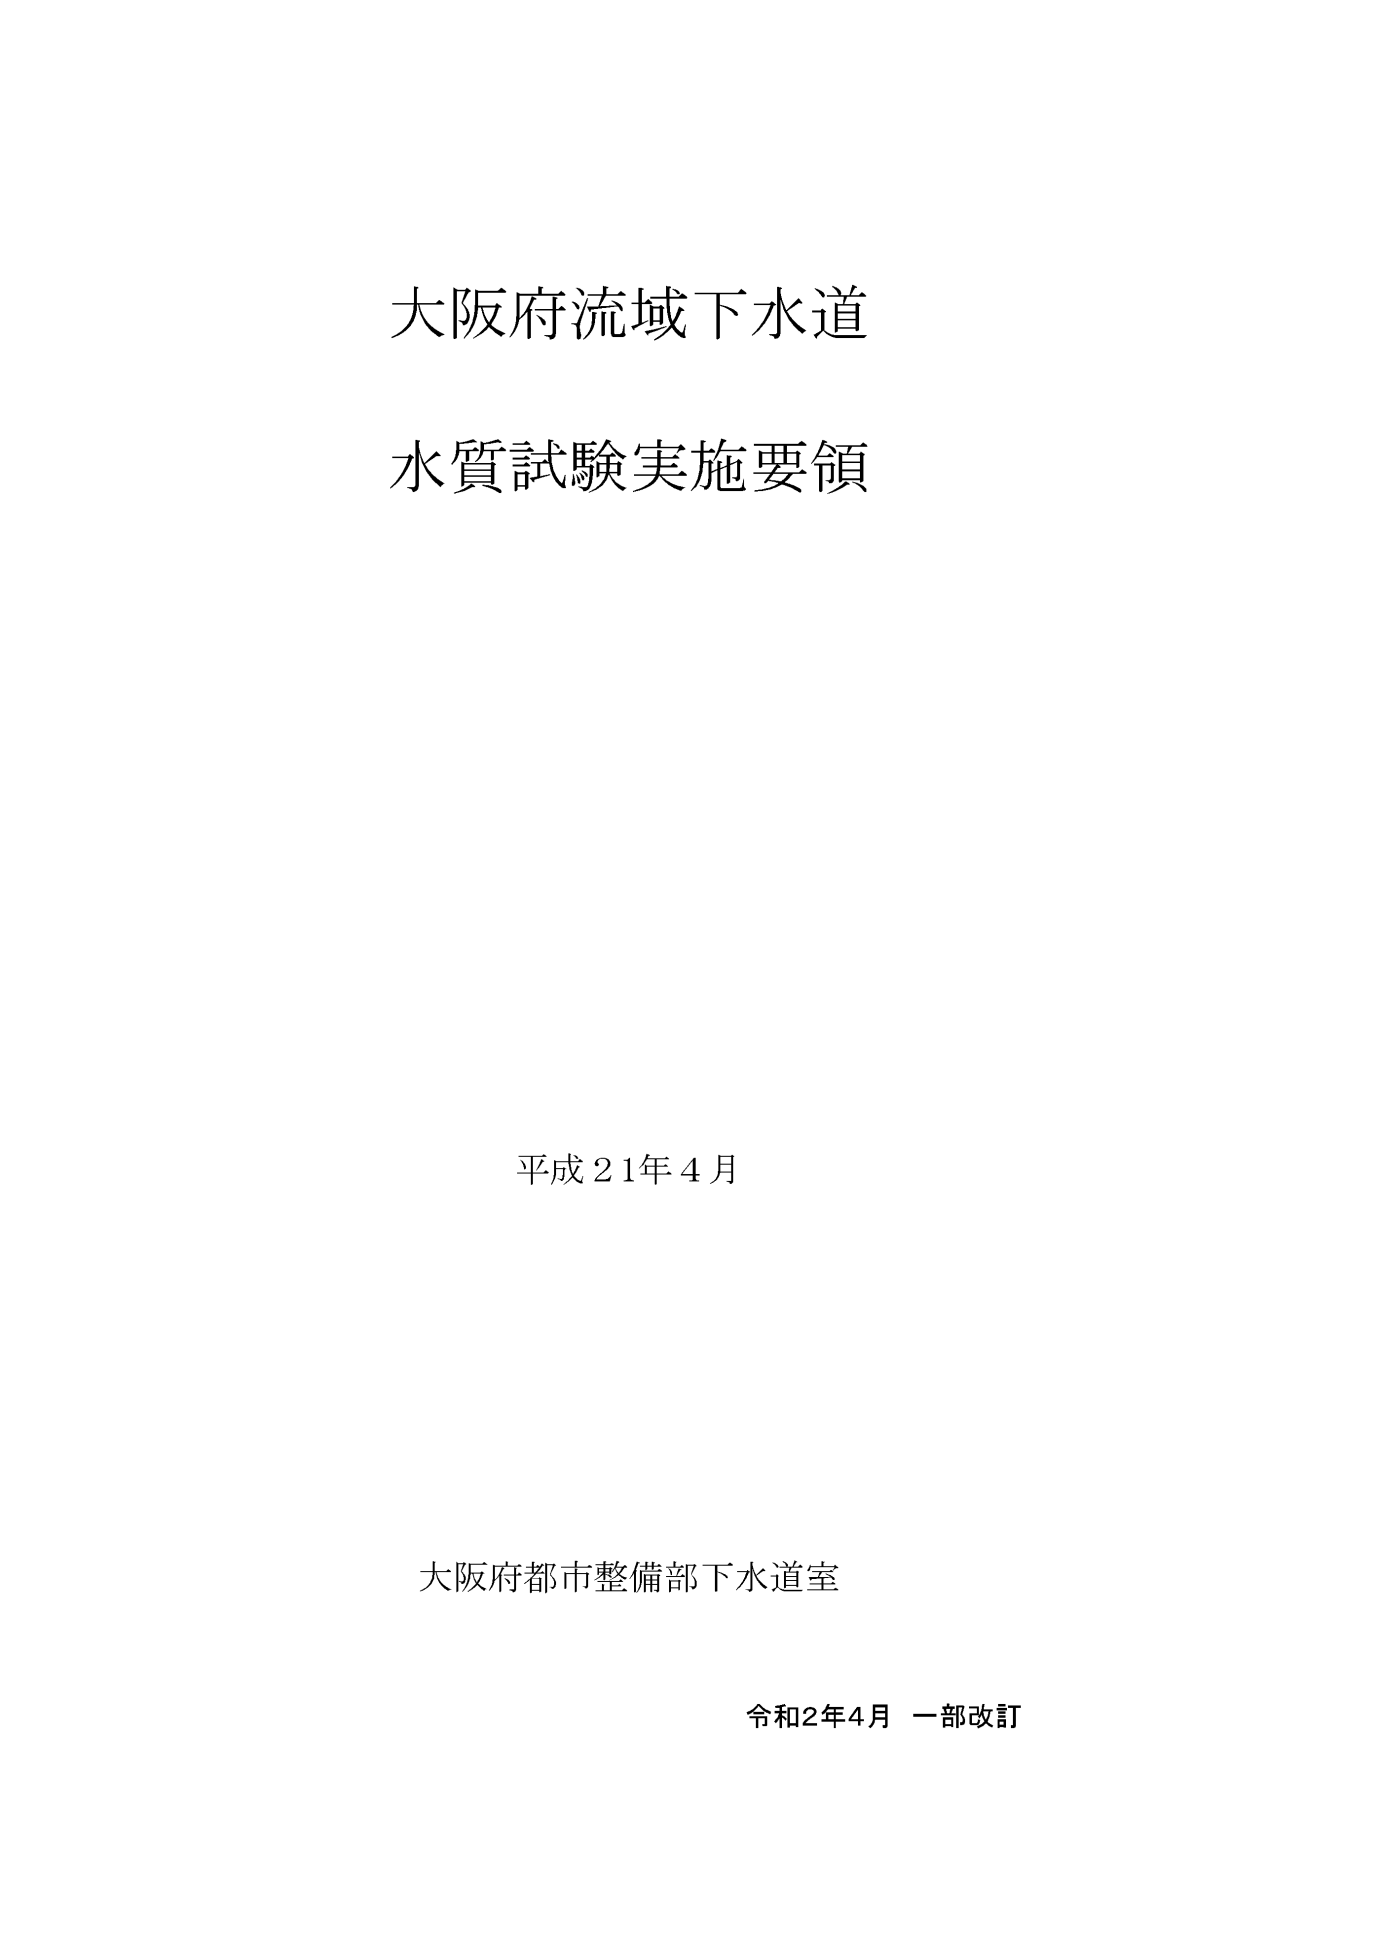 大阪府流域下水道
水質試験実施要領
平成２１年４月
大阪府都市整備部下水道室
令和2年4月　一部改訂